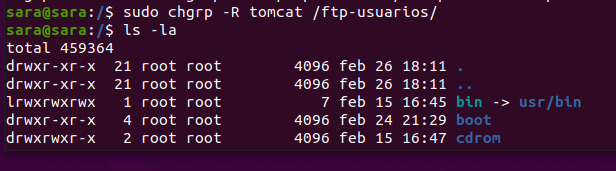 sara@sara:/$ sudo chgrp -R tomcat /ftp-usuarios/
sara@sara:/$ ls -la
total 459364
drwxr-xr-x  21 root root      4096 feb 26 18:11 .
drwxr-xr-x  21 root root      4096 feb 26 18:11 ..
lrwxrwxrwx   1 root root         7 feb 15 16:45 bin -> usr/bin
drwxr-xr-x   4 root root      4096 feb 24 21:29 boot
drwxrwxr-x   2 root root      4096 feb 15 16:47 cdrom